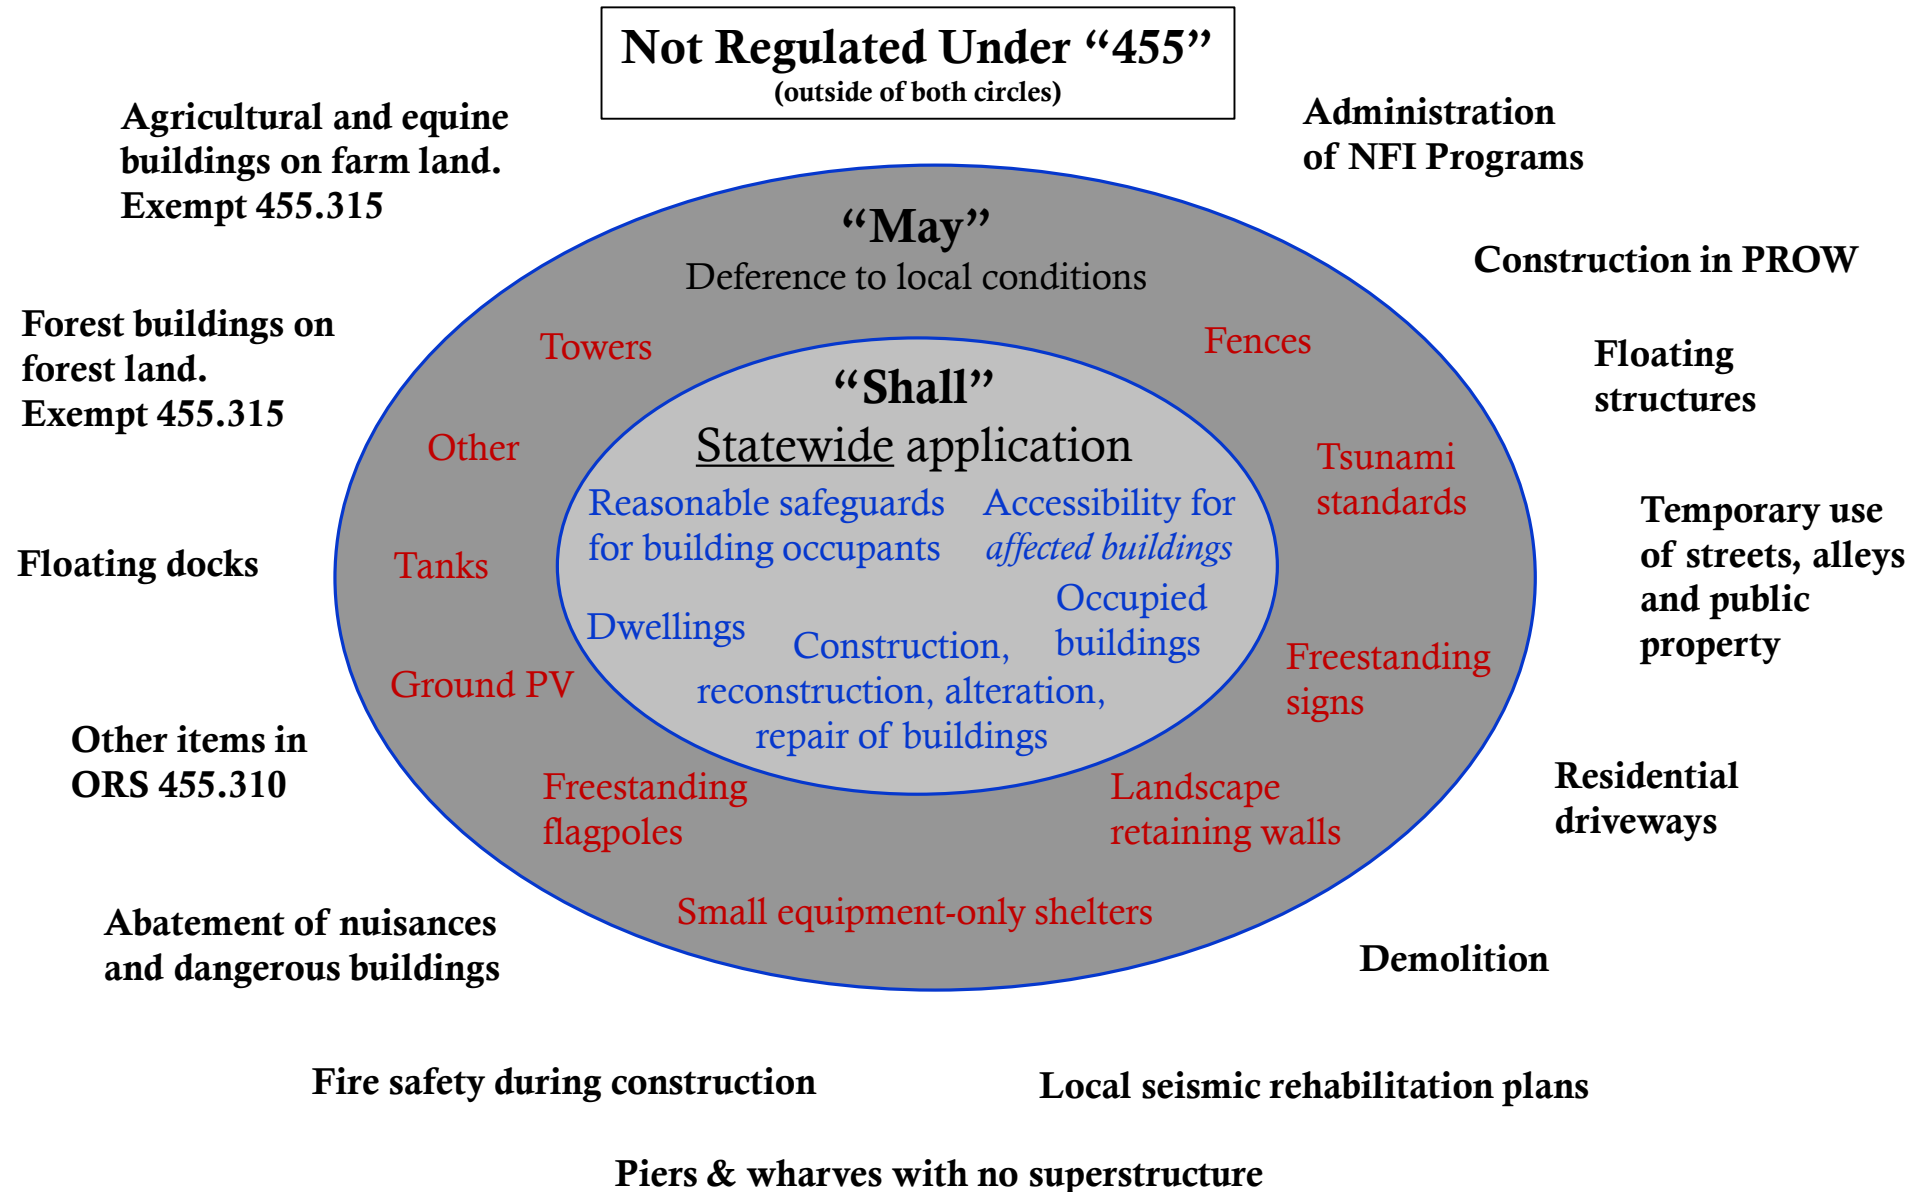 Not Regulated Under “455”
(outside of both circles)
Agricultural and equine
buildings on farm land.
Exempt 455.315
Administration
of NFI Programs
“May”
Deference to local conditions
Construction in PROW
Forest buildings on
forest land.
Exempt 455.315
Towers
Fences
Floating
structures
“Shall”
Statewide application
Other
Tsunami
standards
Reasonable safeguards
for building occupants
Accessibility for
affected buildings
Temporary use
of streets, alleys
and public
property
Floating docks
Tanks
Dwellings
Occupied
buildings
Construction,
reconstruction, alteration,
repair of buildings
Ground PV
Freestanding
signs
Other items in
ORS 455.310
Freestanding
flagpoles
Landscape
retaining walls
Residential
driveways
Small equipment-only shelters
Abatement of nuisances
and dangerous buildings
Demolition
Fire safety during construction
Local seismic rehabilitation plans
Piers & wharves with no superstructure